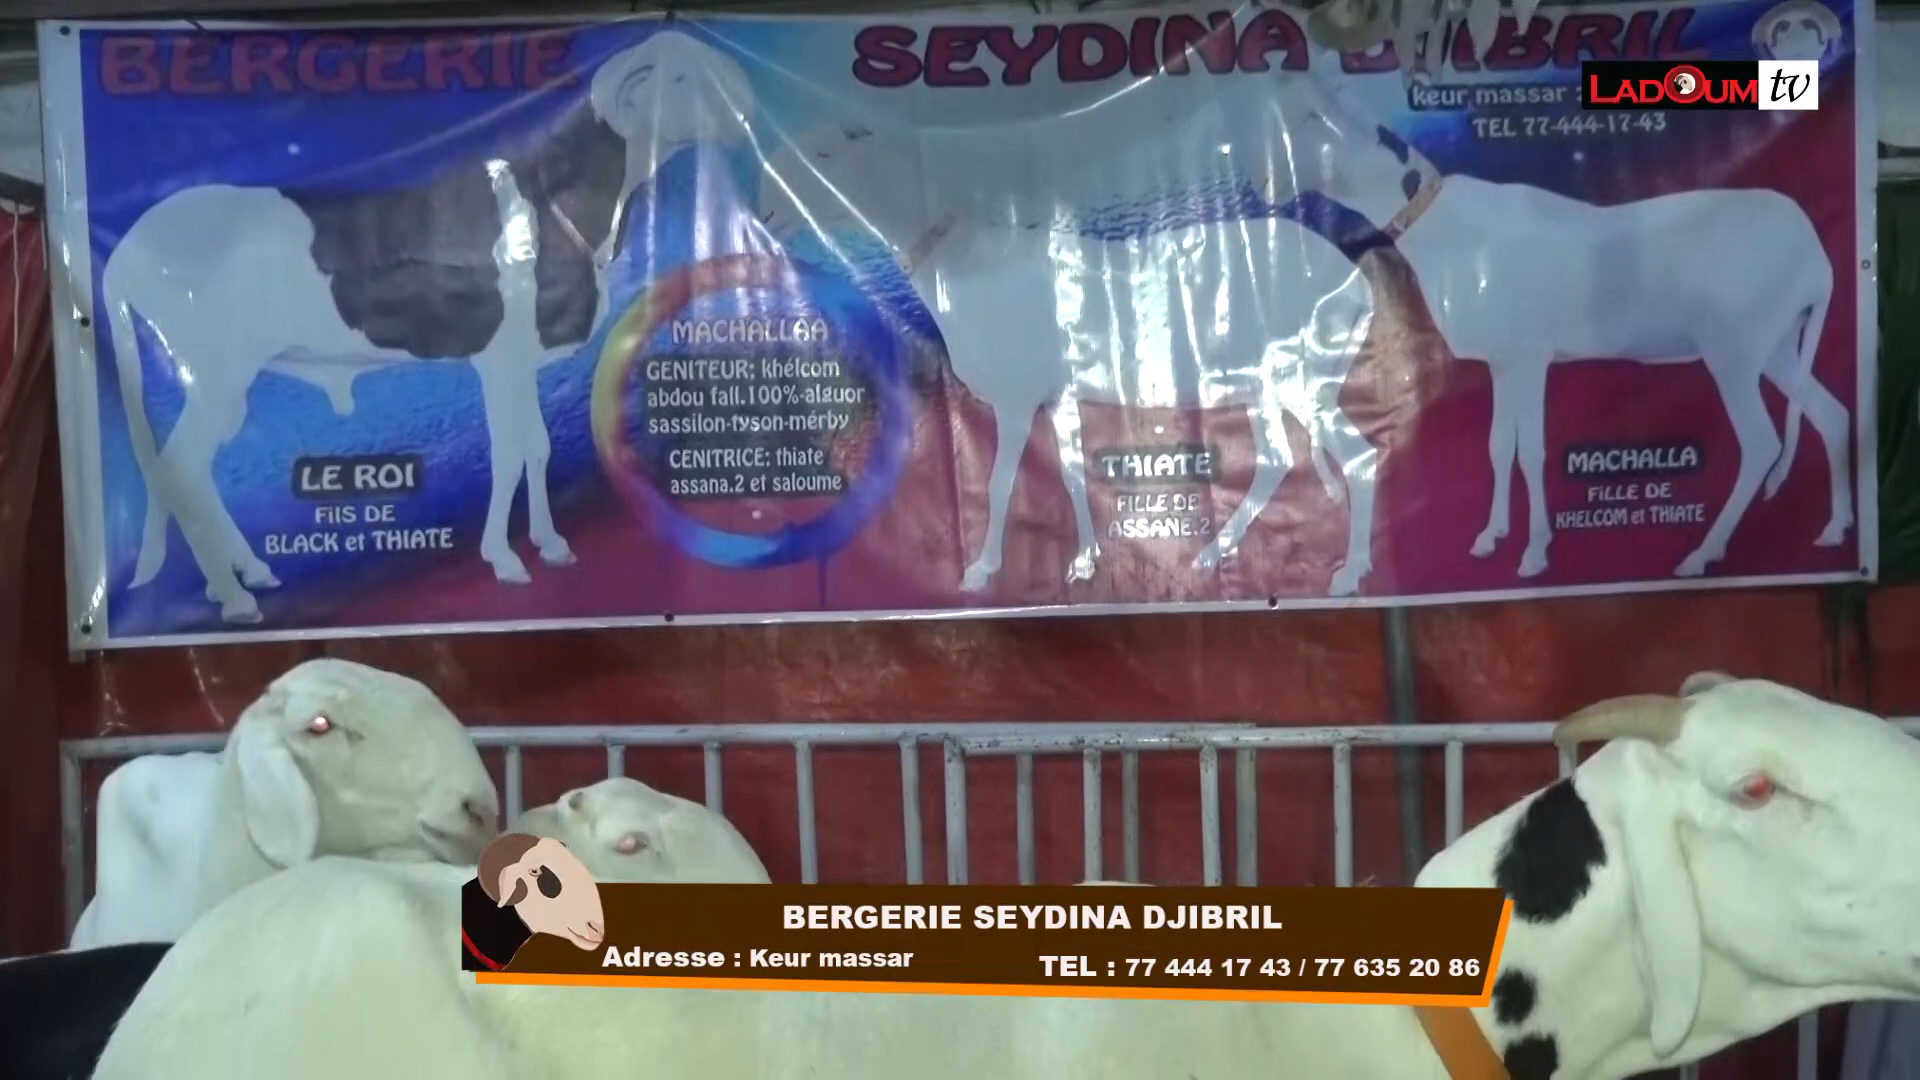 BERGERIE SEYDINA DJIBRIL
keur massar :
TEL 77-444-17-43
LADOUM tv
MACHALLAA
GENITEUR: khélcom
abdou fall.100%-alguor
sassilon-tyson-mérby
CENITRICE: thiate
assana.2 et saloume
LE ROI
FilS DE
BLACK et THIATE
THIATE
FILLE DE
ASSANE.2
MACHALLA
FiLLE DE
KHELCOM et THIATE
BERGERIE SEYDINA DJIBRIL
Adresse : Keur massar
TEL : 77 444 17 43 / 77 635 20 86